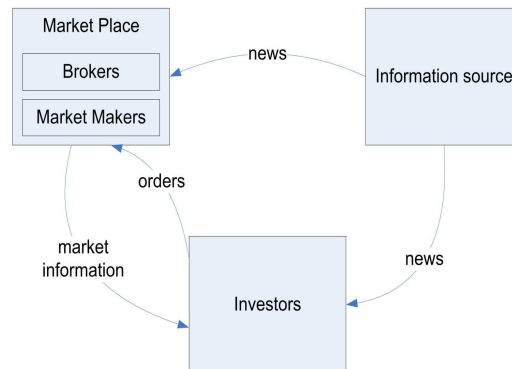 Market Place
Brokers
Market Makers
news
Information source
orders
market
information
news
Investors